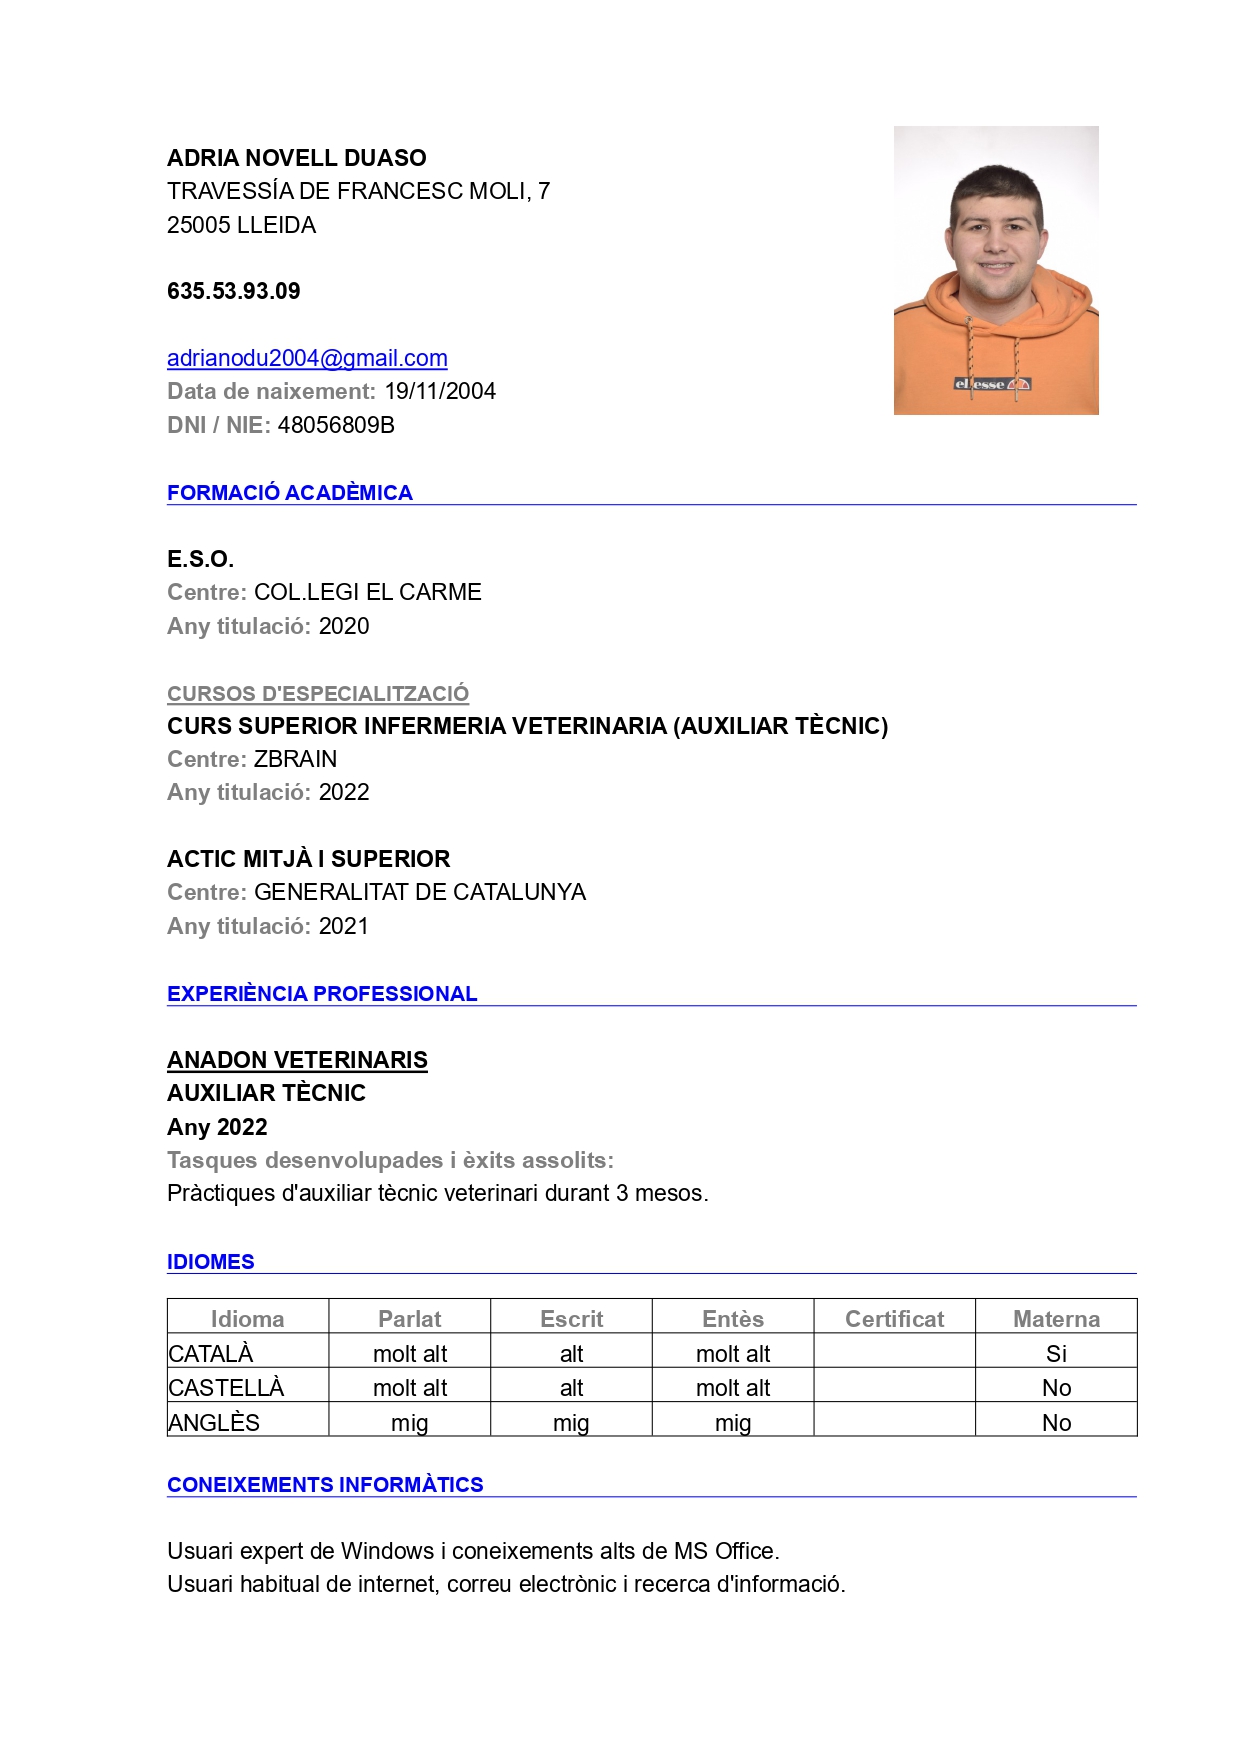 ADRIA NOVELL DUASO
TRAVESSÍA DE FRANCESC MOLI, 7
25005 LLEIDA
635.53.93.09
adrianodu2004@gmail.com
Data de naixement: 19/11/2004
DNI / NIE: 48056809B
ellesse
FORMACIÓ ACADÈMICA
E.S.O.
Centre: COL.LEGI EL CARME
Any titulació: 2020
CURSOS D'ESPECIALITZACIÓ
CURS SUPERIOR INFERMERIA VETERINARIA (AUXILIAR TÈCNIC)
Centre: ZBRAIN
Any titulació: 2022
ACTIC MITJÀ I SUPERIOR
Centre: GENERALITAT DE CATALUNYA
Any titulació: 2021
EXPERIÈNCIA PROFESSIONAL
ANADON VETERINARIS
AUXILIAR TÈCNIC
Any 2022
Tasques desenvolupades i èxits assolits:
Pràctiques d'auxiliar tècnic veterinari durant 3 mesos.
IDIOMES
Idioma Parlat Escrit Entès Certificat Materna
CATALÀ molt alt alt molt alt Si
CASTELLÀ molt alt alt molt alt No
ANGLÈS mig mig mig No
CONEIXEMENTS INFORMÀTICS
Usuari expert de Windows i coneixements alts de MS Office.
Usuari habitual de internet, correu electrònic i recerca d'informació.